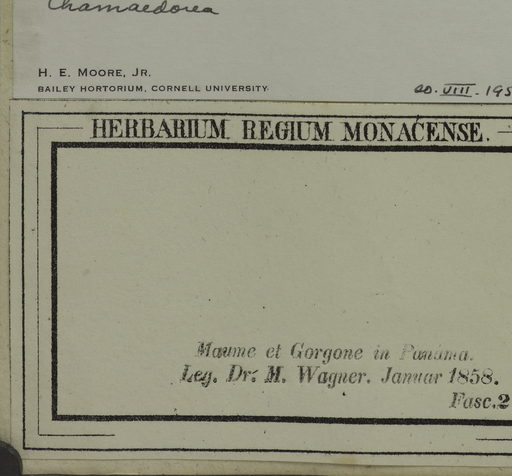 Chamaedorea
H. E. MOORE, JR.
BAILEY HORTORIUM, CORNELL UNIVERSITY
20. VIII. 195
HERBARIUM REGIUM MONACENSE.
Mamme et Gorgone in Panama.
Leg. Dr. M. Wagner. Januar 1858.
Fasc. 2